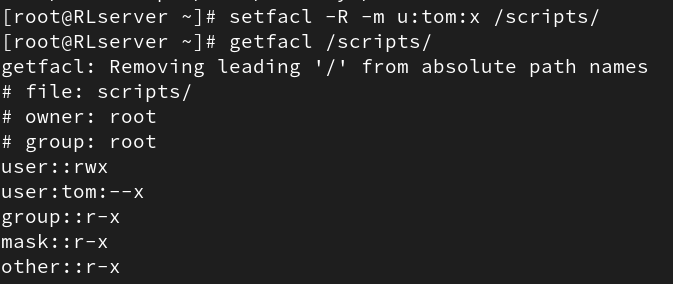 [root@RLserver ~]# setfacl -R -m u:tom:x /scripts/
[root@RLserver ~]# getfacl /scripts/
getfacl: Removing leading '/' from absolute path names
# file: scripts/
# owner: root
# group: root
user::rwx
user:tom:--x
group::r-x
mask::r-x
other::r-x